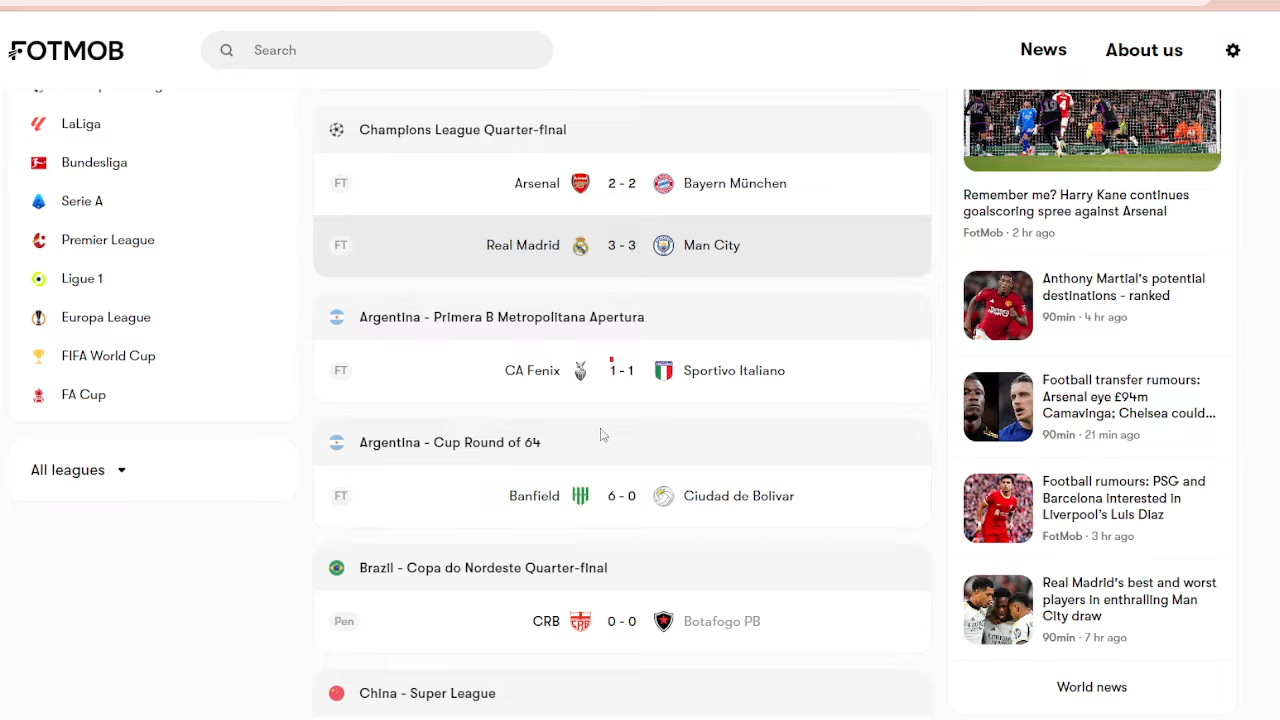 FOTMOB
Search
News
About us
LaLiga
Bundesliga
Serie A
Premier League
Ligue 1
Europa League
FIFA World Cup
FA Cup
All leagues
Champions League Quarter-final
FT Arsenal 2 - 2 Bayern München
FT Real Madrid 3 - 3 Man City
Argentina - Primera B Metropolitana Apertura
FT CA Fenix 1 - 1 Sportivo Italiano
Argentina - Cup Round of 64
FT Banfield 6 - 0 Ciudad de Bolivar
Brazil - Copa do Nordeste Quarter-final
Pen CRB 0 - 0 Botafogo PB
China - Super League
Remember me? Harry Kane continues
goalscoring spree against Arsenal
FotMob · 2 hr ago
Anthony Martial's potential
destinations - ranked
90min · 4 hr ago
Football transfer rumours:
Arsenal eye £94m
Camavinga; Chelsea could...
90min · 21 min ago
Football rumours: PSG and
Barcelona interested in
Liverpool's Luis Diaz
FotMob · 3 hr ago
Real Madrid's best and worst
players in enthralling Man
City draw
90min · 7 hr ago
World news